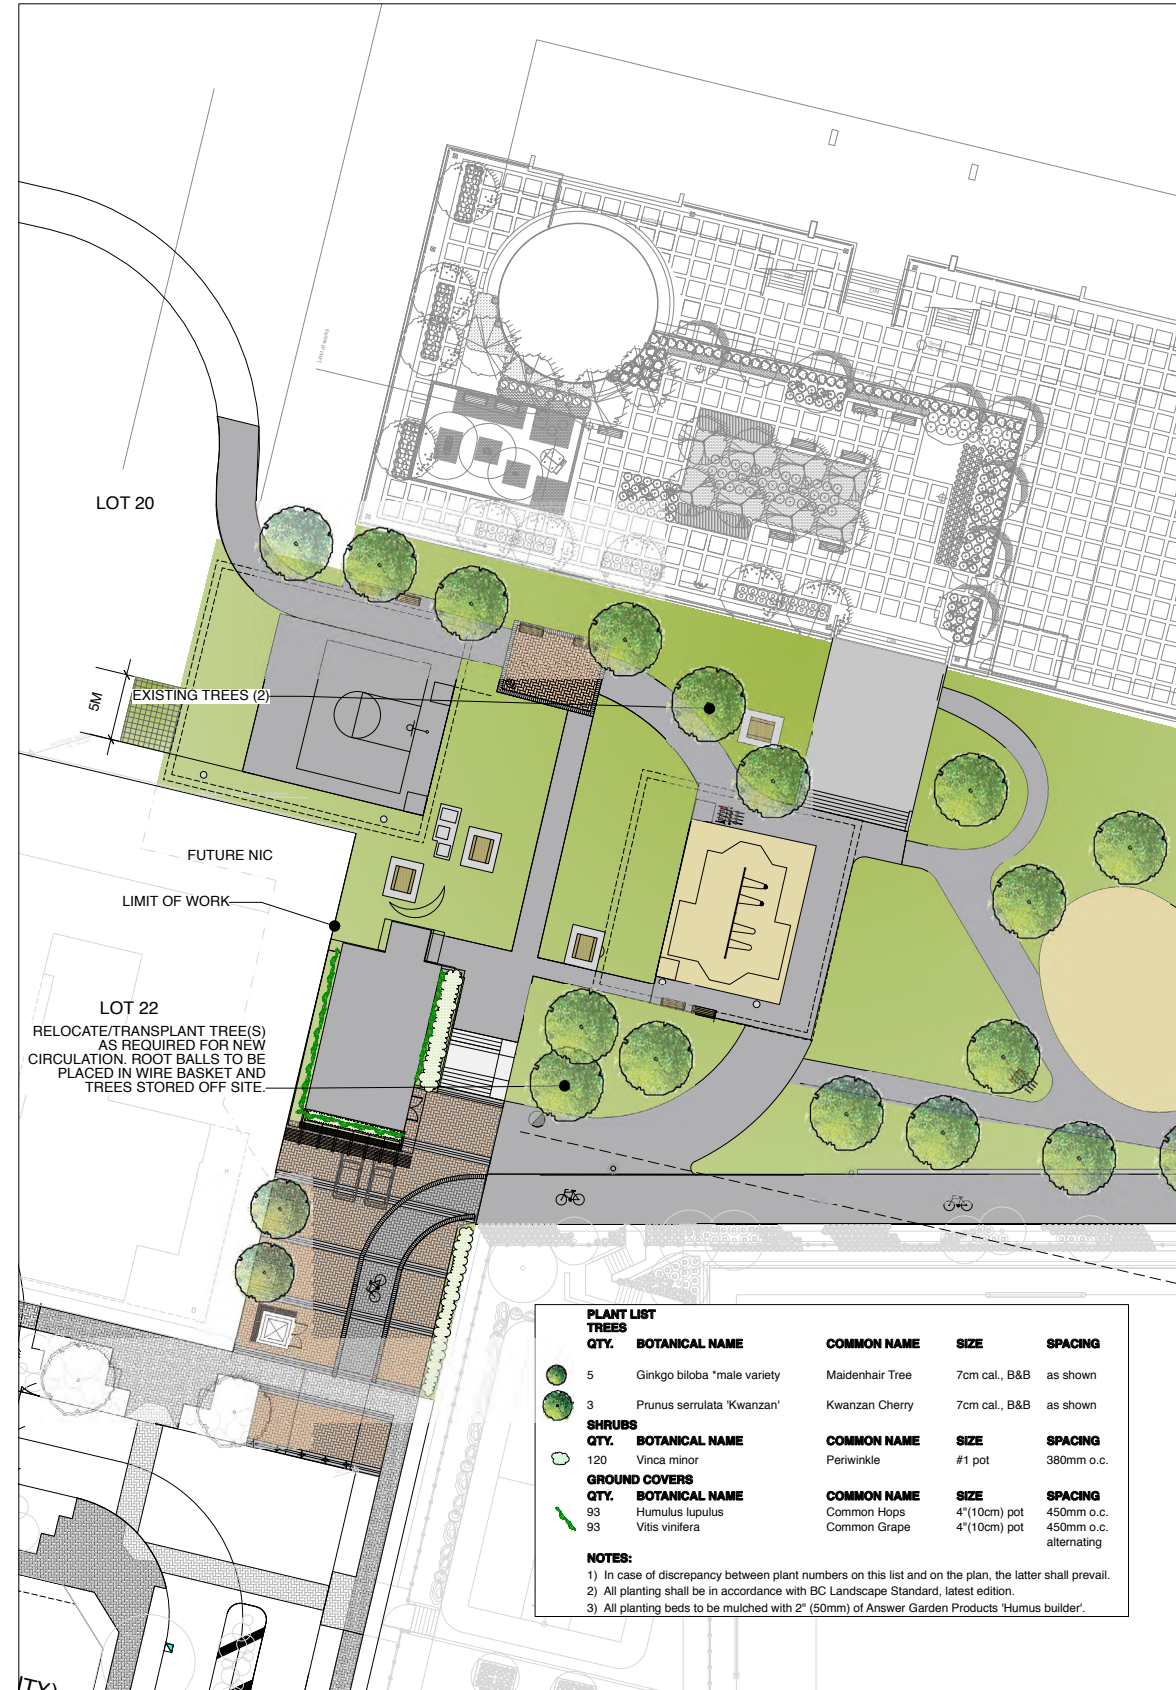 Limit of works
DN
DN
LOT 20
5M
EXISTING TREES (2)
FUTURE NIC
LIMIT OF WORK
LOT 22
RELOCATE/TRANSPLANT TREE(S)
AS REQUIRED FOR NEW
CIRCULATION. ROOT BALLS TO BE
PLACED IN WIRE BASKET AND
TREES STORED OFF SITE.
PLANT LIST
TREES
QTY. BOTANICAL NAME COMMON NAME SIZE SPACING
5 Ginkgo biloba *male variety Maidenhair Tree 7cm cal., B&B as shown
3 Prunus serrulata 'Kwanzan' Kwanzan Cherry 7cm cal., B&B as shown
SHRUBS
QTY. BOTANICAL NAME COMMON NAME SIZE SPACING
120 Vinca minor Periwinkle #1 pot 380mm o.c.
GROUND COVERS
QTY. BOTANICAL NAME COMMON NAME SIZE SPACING
93 Humulus lupulus Common Hops 4"(10cm) pot 450mm o.c.
93 Vitis vinifera Common Grape 4"(10cm) pot 450mm o.c.
alternating
NOTES:
1) In case of discrepancy between plant numbers on this list and on the plan, the latter shall prevail.
2) All planting shall be in accordance with BC Landscape Standard, latest edition.
3) All planting beds to be mulched with 2" (50mm) of Answer Garden Products 'Humus builder'.
ITY)